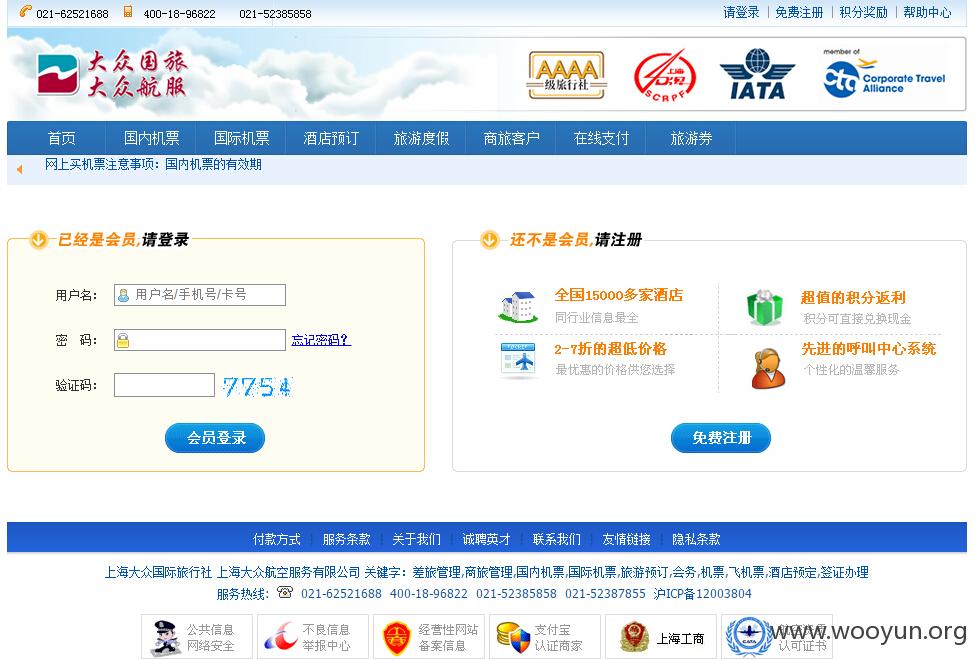 021-62521688 400-18-96822 021-52385858 请登录 | 免费注册 | 积分奖励 | 帮助中心
大众国旅
大众航服
AAAA
级旅行社
上海
SCRPF
IATA
member of
cta Corporate Travel
Alliance
首页 国内机票 国际机票 酒店预订 旅游度假 商旅客户 在线支付 旅游券
网上买机票注意事项：国内机票的有效期
已经是会员,请登录
用户名： 用户名/手机号/卡号
密 码： 忘记密码？
验证码： 7754
会员登录
还不是会员,请注册
全国15000多家酒店
同行业信息最全
超值的积分返利
积分可直接兑换现金
2-7折的超低价格
最优惠的价格供您选择
先进的呼叫中心系统
个性化的温馨服务
免费注册
付款方式 | 服务条款 | 关于我们 | 诚聘英才 | 联系我们 | 友情链接 | 隐私条款
上海大众国际旅行社 上海大众航空服务有限公司 关键字：差旅管理,商旅管理,国内机票,国际机票,旅游预订,会务,机票,飞机票,酒店预定,签证办理
服务热线： 021-62521688 400-18-96822 021-52385858 021-52387855 沪ICP备12003804
公共信息
网络安全
不良信息
举报中心
经营性网站
备案信息
支付宝
认证商家
上海工商
CATA
认可证书
www.wooyun.org